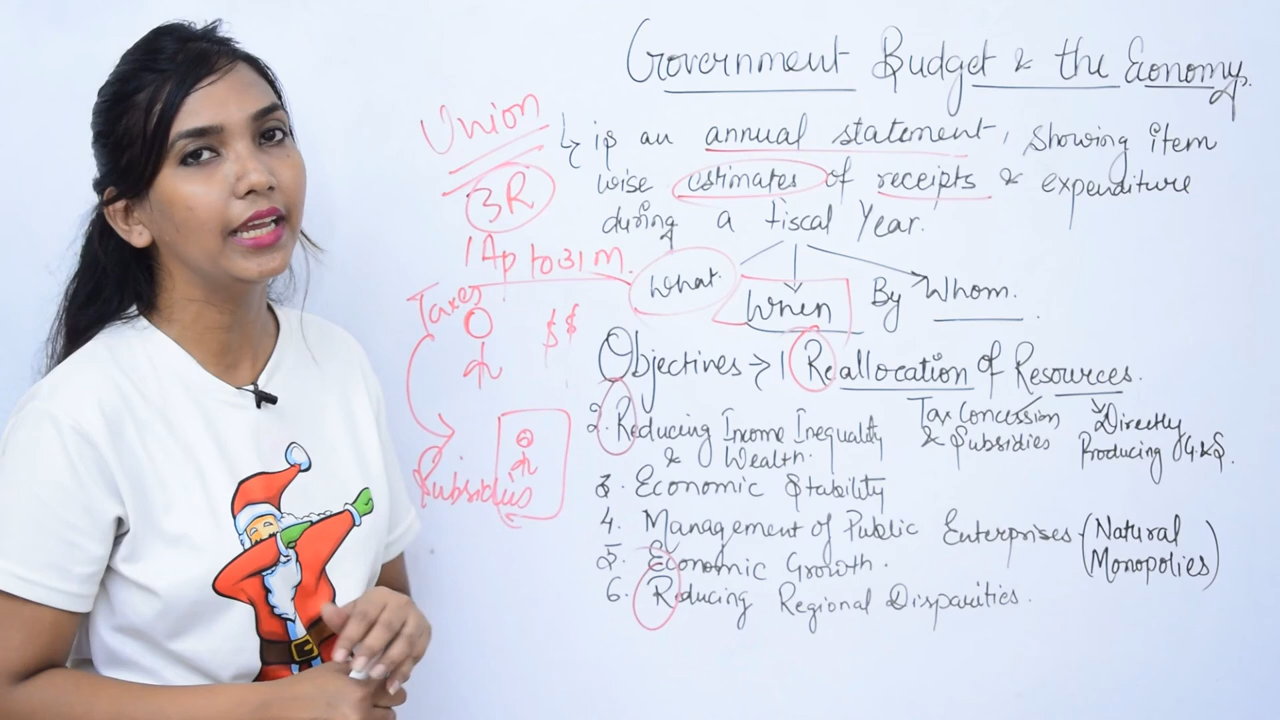 Government Budget & the Economy.
Union
↳ is an annual statement, showing item
wise estimates of receipts & expenditure
during a fiscal Year.
3R
1 Ap to 31 M.
What.
When
By Whom.
Taxes
$$
Subsidies
Objectives → 1 Reallocation of Resources.
Tax Concession
& Subsidies
Directly
Producing G.&S.
2. Reducing Income Inequality
& Wealth.
3. Economic Stability
4. Management of Public Enterprises - (Natural
Monopolies)
5. Economic Growth.
6. Reducing Regional Disparities.